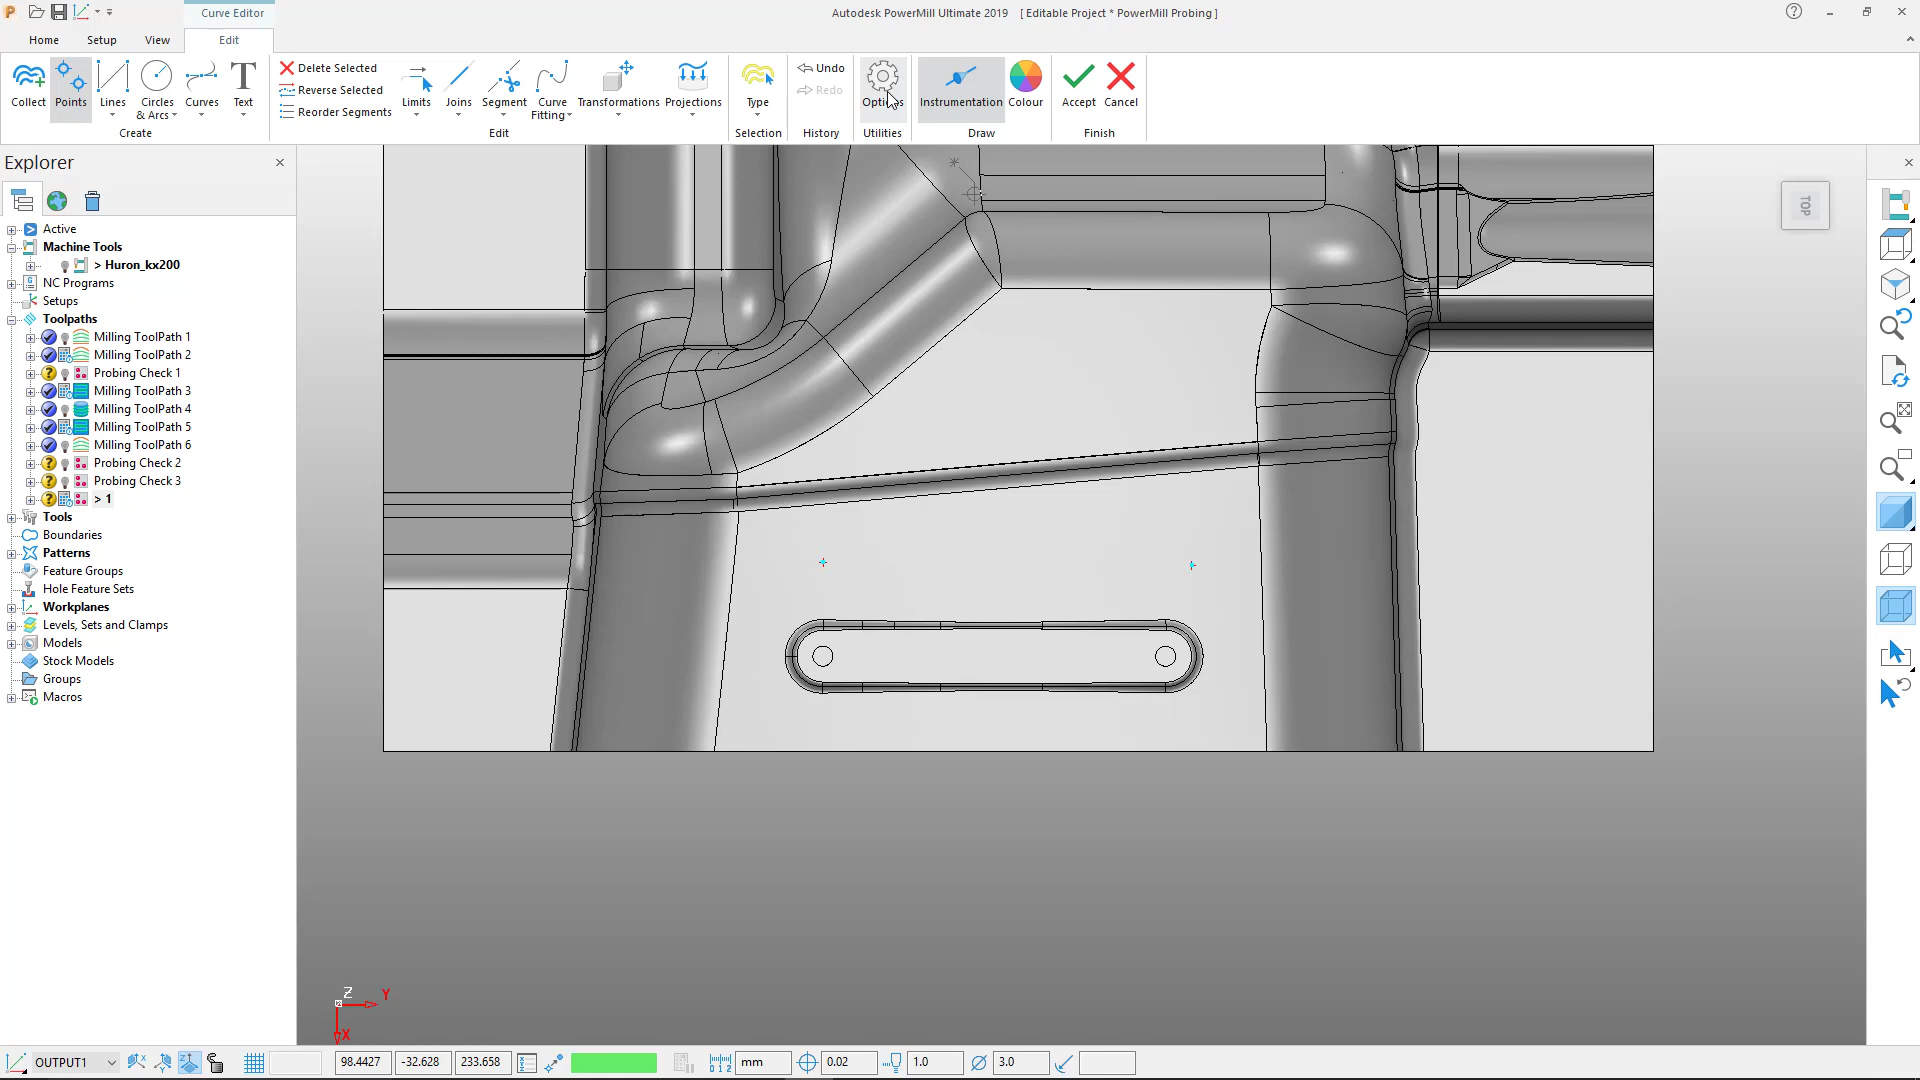 Curve Editor
Autodesk PowerMill Ultimate 2019 [ Editable Project * PowerMill Probing ]
Home Setup View Edit
Collect Points Lines Circles & Arcs Curves Text
Create
Delete Selected
Reverse Selected
Reorder Segments
Limits Joins Segment Curve Fitting Transformations Projections
Edit
Type
Selection
Undo
Redo
History
Options
Utilities
Instrumentation Colour
Draw
Accept Cancel
Finish
Explorer
Active
Machine Tools
> Huron_kx200
NC Programs
Setups
Toolpaths
Milling ToolPath 1
Milling ToolPath 2
Probing Check 1
Milling ToolPath 3
Milling ToolPath 4
Milling ToolPath 5
Milling ToolPath 6
Probing Check 2
Probing Check 3
> 1
Tools
Boundaries
Patterns
Feature Groups
Hole Feature Sets
Workplanes
Levels, Sets and Clamps
Models
Stock Models
Groups
Macros
TOP
Z
Y
X
OUTPUT1 98.4427 -32.628 233.658 mm 0.02 1.0 3.0